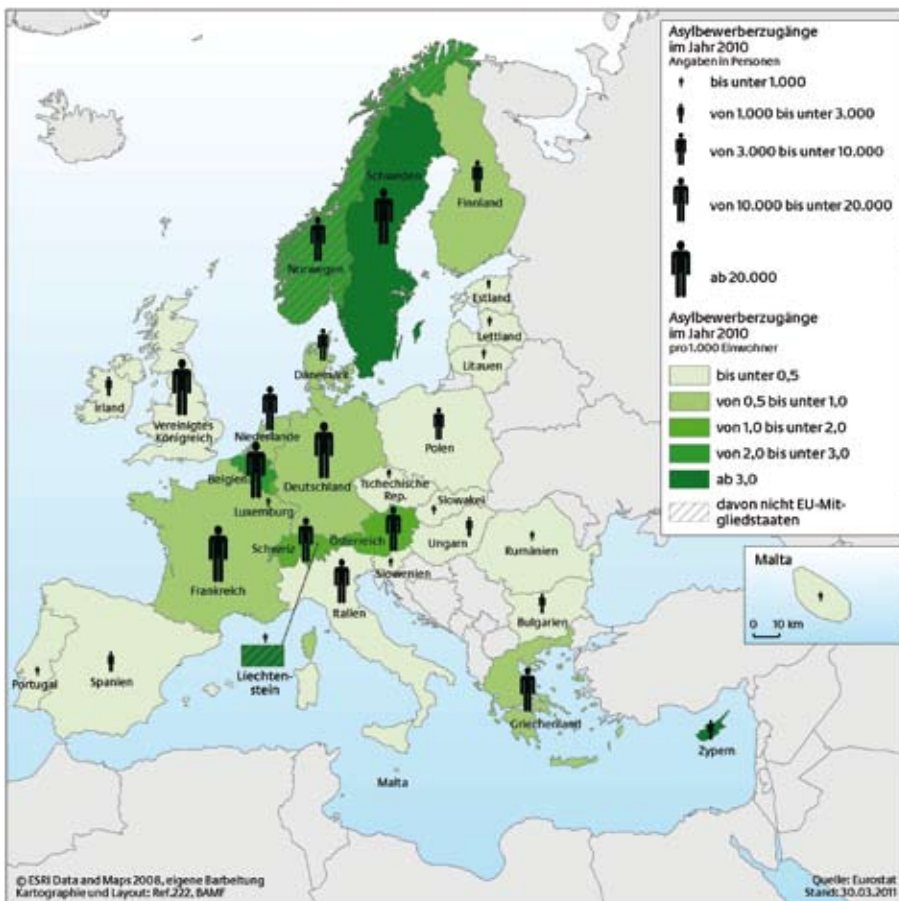 Asylbewerberzugänge
im Jahr 2010
Angaben in Personen
bis unter 1.000
von 1.000 bis unter 3.000
von 3.000 bis unter 10.000
von 10.000 bis unter 20.000
ab 20.000
Asylbewerberzugänge
im Jahr 2010
pro 1.000 Einwohner
bis unter 0,5
von 0,5 bis unter 1,0
von 1,0 bis unter 2,0
von 2,0 bis unter 3,0
ab 3,0
davon nicht EU-Mit-
gliedstaaten
Schweden
Finnland
Norwegen
Estland
Lettland
Litauen
Dänemark
Irland
Vereinigtes
Königreich
Niederlande
Polen
Belgien
Deutschland
Tschechische
Rep.
Luxemburg
Slowakei
Schweiz
Österreich
Ungarn
Rumänien
Slowenien
Frankreich
Italien
Bulgarien
Malta
0 10 km
Portugal
Spanien
Liechten-
stein
Griechenland
Zypern
Malta
© ESRI Data and Maps 2008, eigene Barbeitung
Kartographie und Layout: Ref.222, BAMF
Quelle: Eurostat
Stand: 30.03.2011